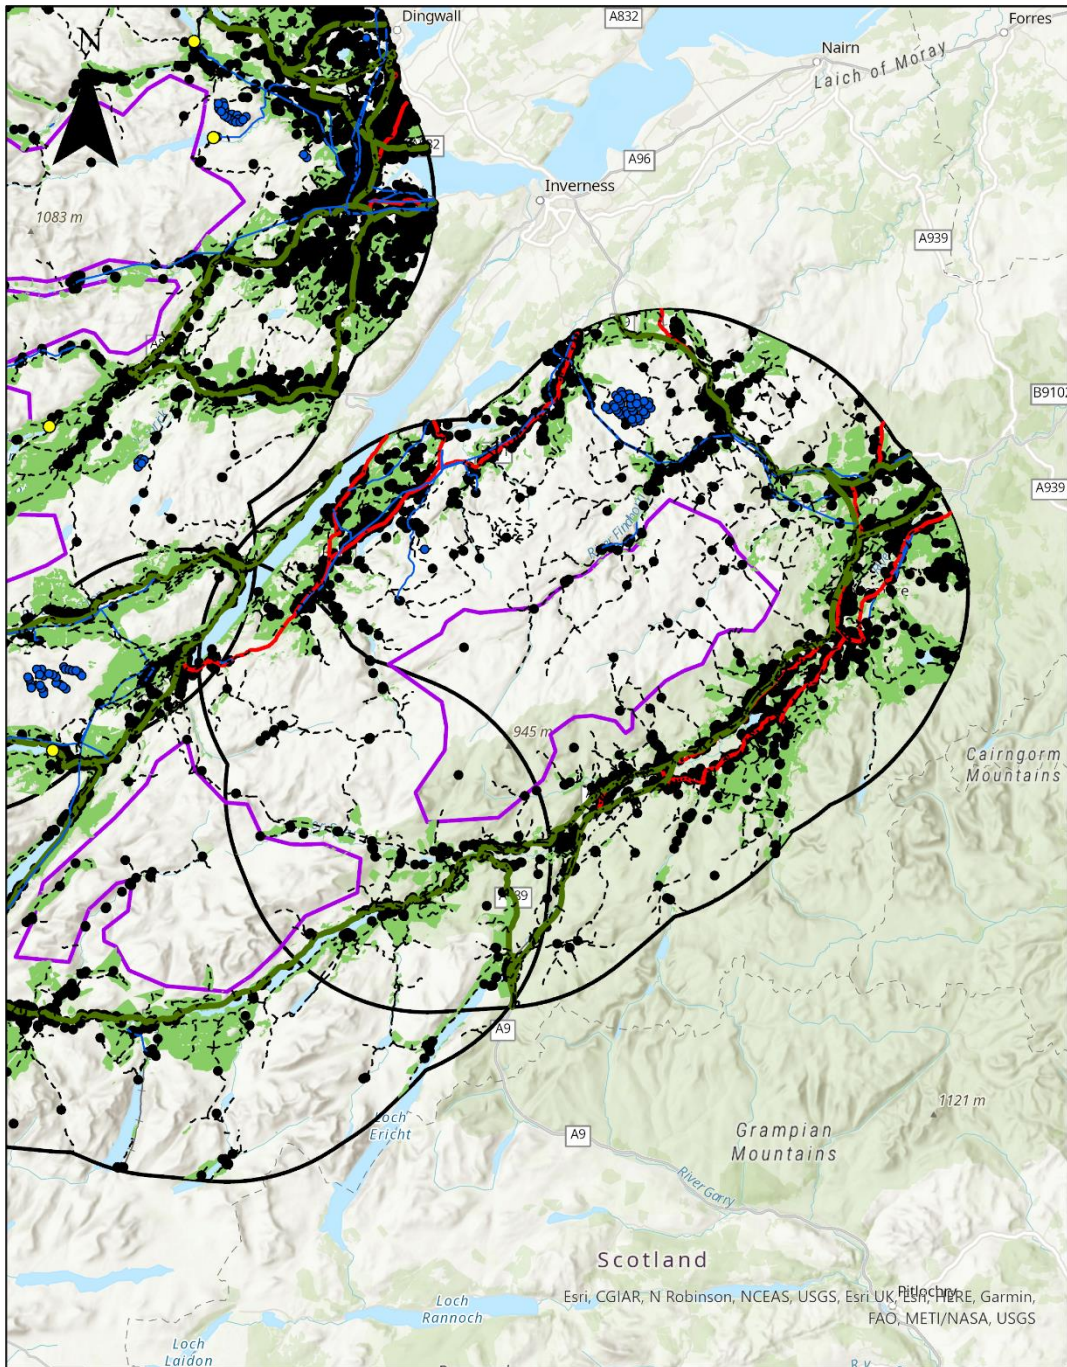 Dingwall
A832
Forres
Nairn
Laich of Moray
N
A96
Inverness
1083 m
A939
B9102
A939
945 m
Cairngorm
Mountains
A9
Loch
Ericht
A9
1121 m
Grampian
Mountains
River Garry
Scotland
Pitlochry
Esri, CGIAR, N Robinson, NCEAS, USGS, Esri UK, Esri, HERE, Garmin,
FAO, METI/NASA, USGS
Loch
Rannoch
Loch
Laidon